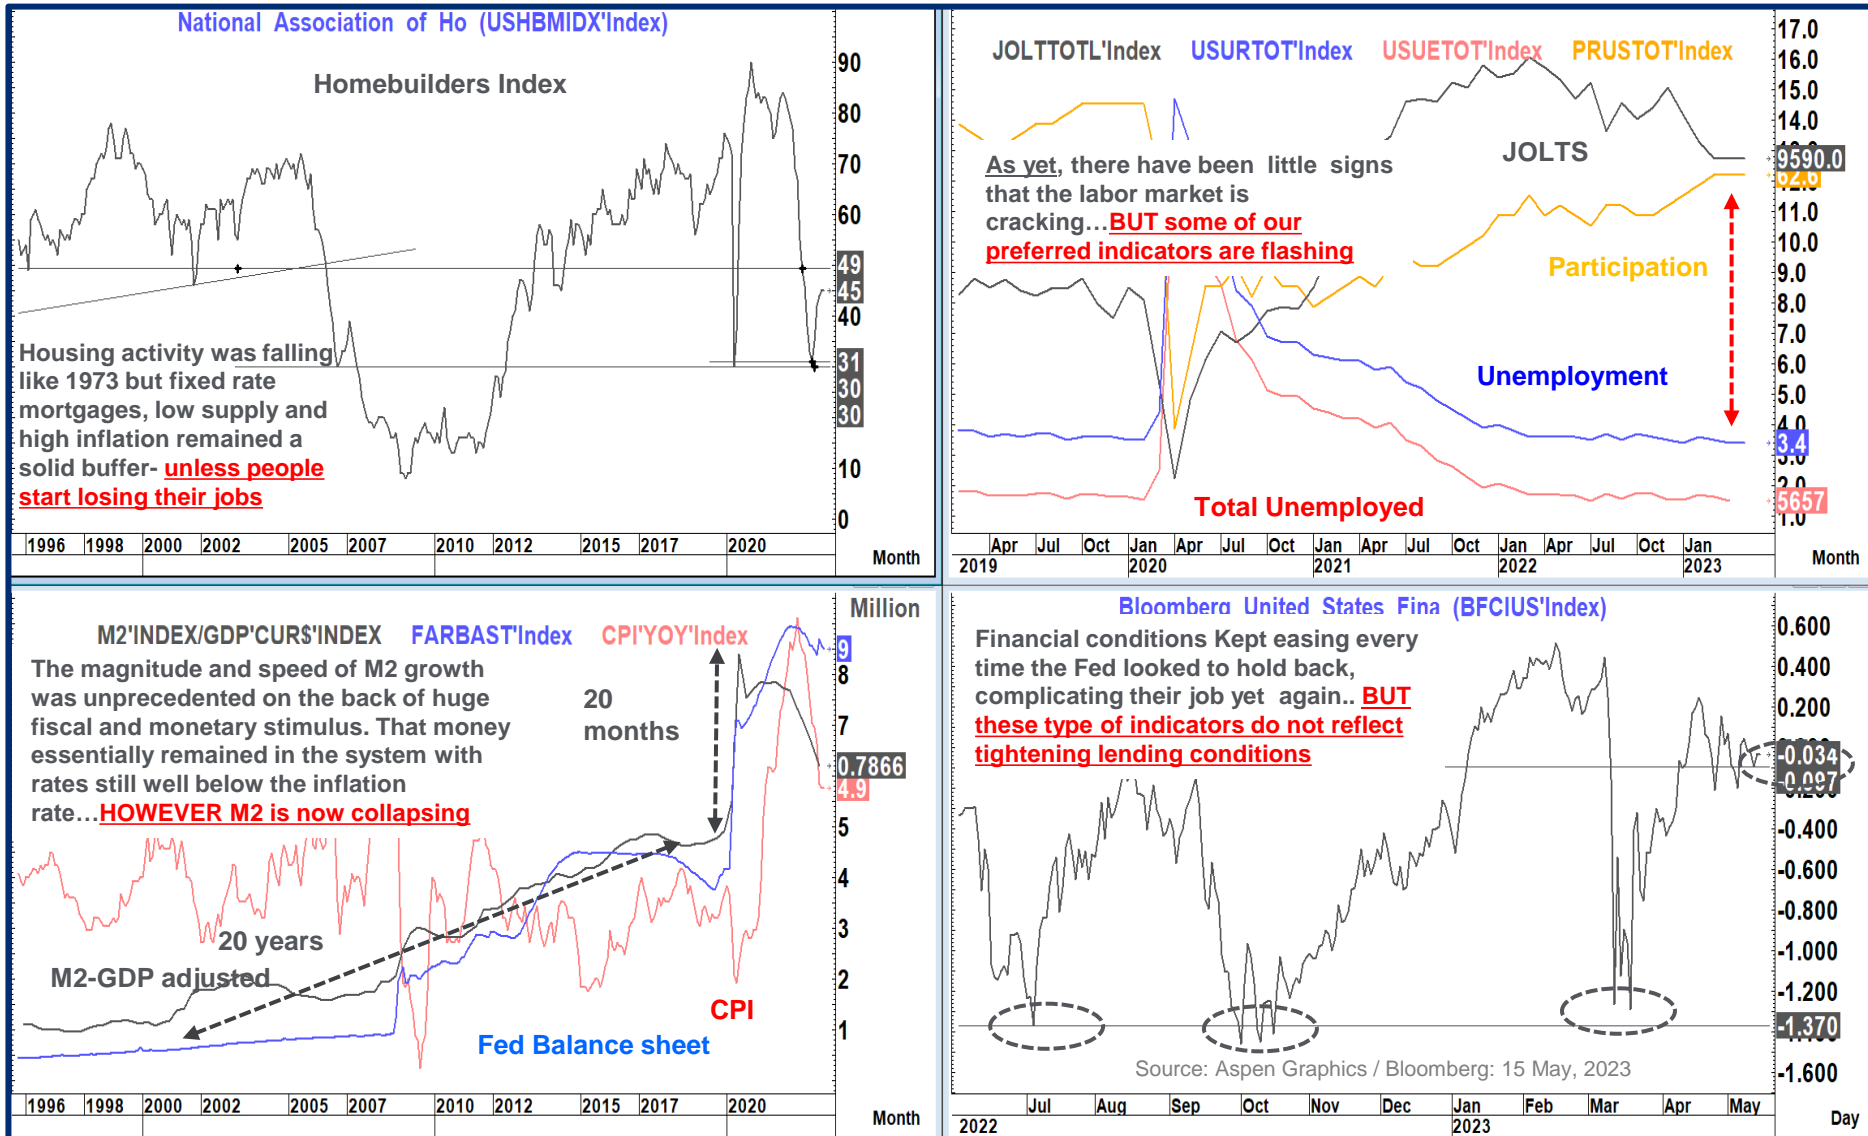 National Association of Ho (USHBMIDX'Index)
Homebuilders Index
90
80
70
60
49
45
40
31
30
30
10
0
Housing activity was falling
like 1973 but fixed rate
mortgages, low supply and
high inflation remained a
solid buffer- unless people
start losing their jobs
1996 1998 2000 2002 2005 2007 2010 2012 2015 2017 2020
Month
JOLTTOTL'Index USURTOT'Index USUETOT'Index PRUSTOT'Index
17.0
16.0
15.0
14.0
9590.0
62.6
11.0
10.0
9.0
8.0
7.0
6.0
5.0
4.0
3.4
3.0
2.0
5657
1.0
JOLTS
As yet, there have been little signs
that the labor market is
cracking...BUT some of our
preferred indicators are flashing
Participation
Unemployment
Total Unemployed
Apr Jul Oct Jan Apr Jul Oct Jan Apr Jul Oct Jan Apr Jul Oct Jan
2019 2020 2021 2022 2023
Month
Million
M2'INDEX/GDP'CUR$'INDEX FARBAST'Index CPI'YOY'Index
The magnitude and speed of M2 growth
was unprecedented on the back of huge
fiscal and monetary stimulus. That money
essentially remained in the system with
rates still well below the inflation
rate...HOWEVER M2 is now collapsing
20
months
9
8
7
0.7866
4.9
5
4
3
2
1
20 years
M2-GDP adjusted
CPI
Fed Balance sheet
1996 1998 2000 2002 2005 2007 2010 2012 2015 2017 2020
Month
Bloomberg United States Fina (BFCIUS'Index)
Financial conditions Kept easing every
time the Fed looked to hold back,
complicating their job yet again.. BUT
these type of indicators do not reflect
tightening lending conditions
0.600
0.400
0.200
-0.034
-0.097
-0.400
-0.600
-0.800
-1.000
-1.200
-1.370
-1.600
Source: Aspen Graphics / Bloomberg: 15 May, 2023
Jul Aug Sep Oct Nov Dec Jan Feb Mar Apr May
2022 2023
Day